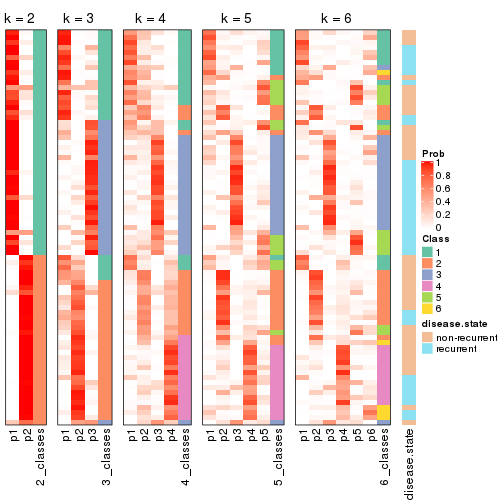 k = 2 k = 3 k = 4 k = 5 k = 6
Prob
1
0.8
0.6
0.4
0.2
0
Class
1
2
3
4
5
6
disease.state
non-recurrent
recurrent
p1 p2 2_classes p1 p2 p3 3_classes p1 p2 p3 p4 4_classes p1 p2 p3 p4 p5 5_classes p1 p2 p3 p4 p5 p6 6_classes disease.state